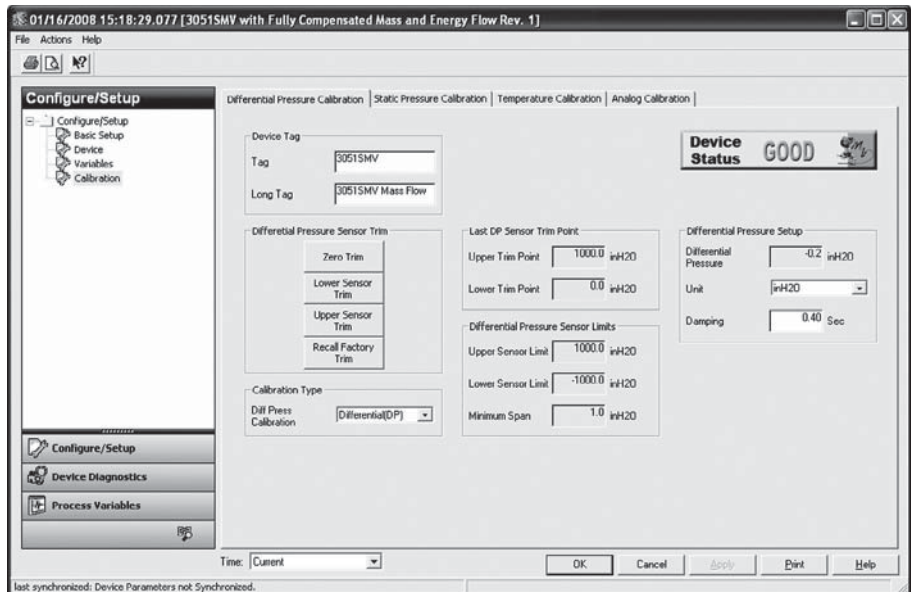 01/16/2008 15:18:29.077 [3051SMV with Fully Compensated Mass and Energy Flow Rev. 1]
File Actions Help
Configure/Setup
Configure/Setup
Basic Setup
Device
Variables
Calibration
Configure/Setup
Device Diagnostics
Process Variables
Differential Pressure Calibration Static Pressure Calibration Temperature Calibration Analog Calibration
Device Tag
Tag 3051SMV
Long Tag 3051SMV Mass Flow
Device Status GOOD
Differetial Pressure Sensor Trim
Zero Trim
Lower Sensor
Trim
Upper Sensor
Trim
Recall Factory
Trim
Calibration Type
Diff Press
Calibration
Differential(DP)
Last DP Sensor Trim Point
Upper Trim Point 1000.0 inH2O
Lower Trim Point 0.0 inH2O
Differential Pressure Sensor Limits
Upper Sensor Limit 1000.0 inH2O
Lower Sensor Limit -1000.0 inH2O
Minimum Span 1.0 inH2O
Differential Pressure Setup
Differential
Pressure
-0.2 inH2O
Unit inH2O
Damping 0.40 Sec
Time: Current
OK Cancel Apply Print Help
last synchronized: Device Parameters not Synchronized.